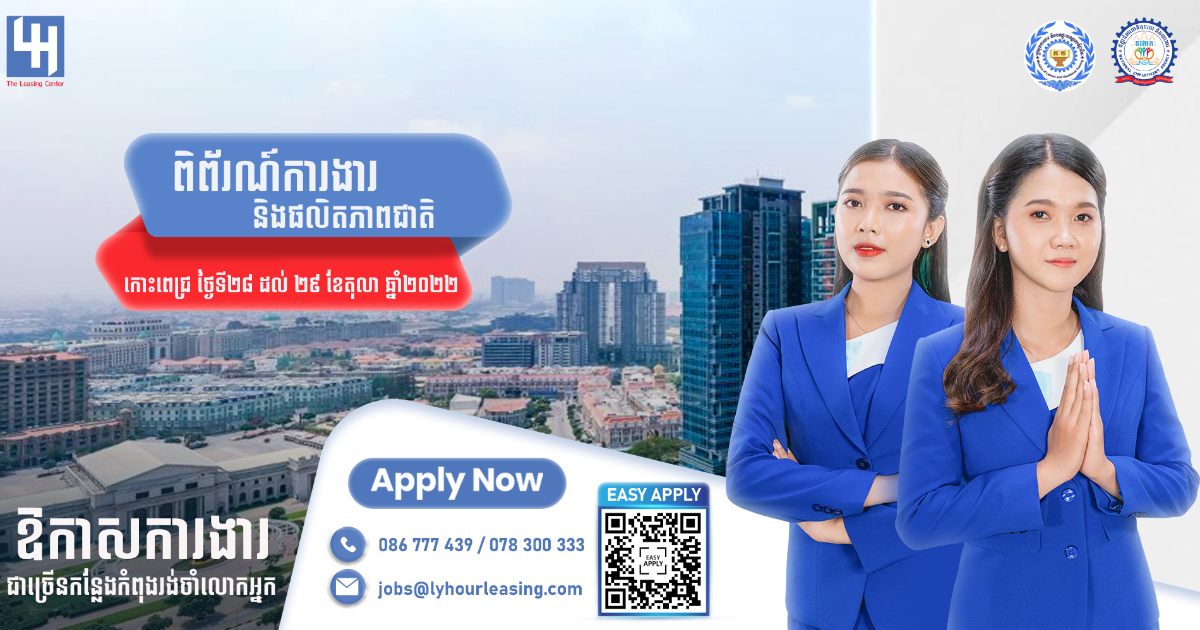 LH
The Leasing Center
ពិព័រណ៍ការងារ
និងផលិតភាពជាតិ
កោះពេជ្រ ថ្ងៃទី២៨ ដល់ ២៩ ខែតុលា ឆ្នាំ២០២២
ឱកាសការងារ
ជាច្រើនកន្លែងកំពុងរង់ចាំលោកអ្នក
Apply Now
086 777 439 / 078 300 333
jobs@lyhourleasing.com
EASY APPLY
EASY
APPLY